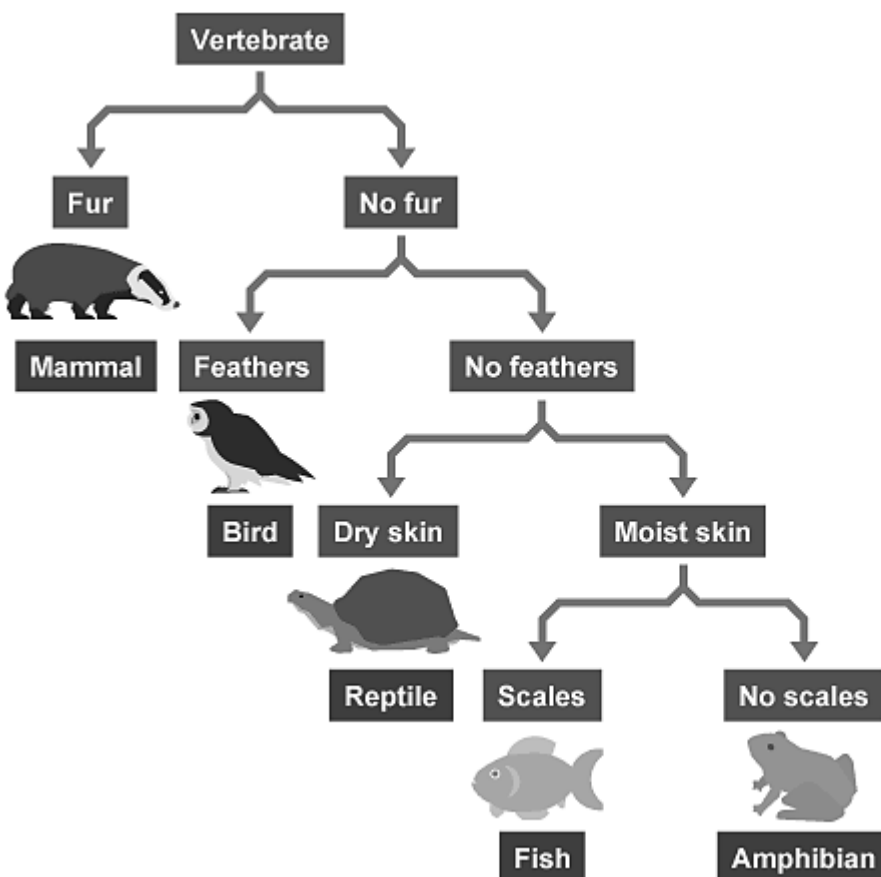 Vertebrate
Fur
No fur
Mammal
Feathers
No feathers
Bird
Dry skin
Moist skin
Reptile
Scales
No scales
Fish
Amphibian